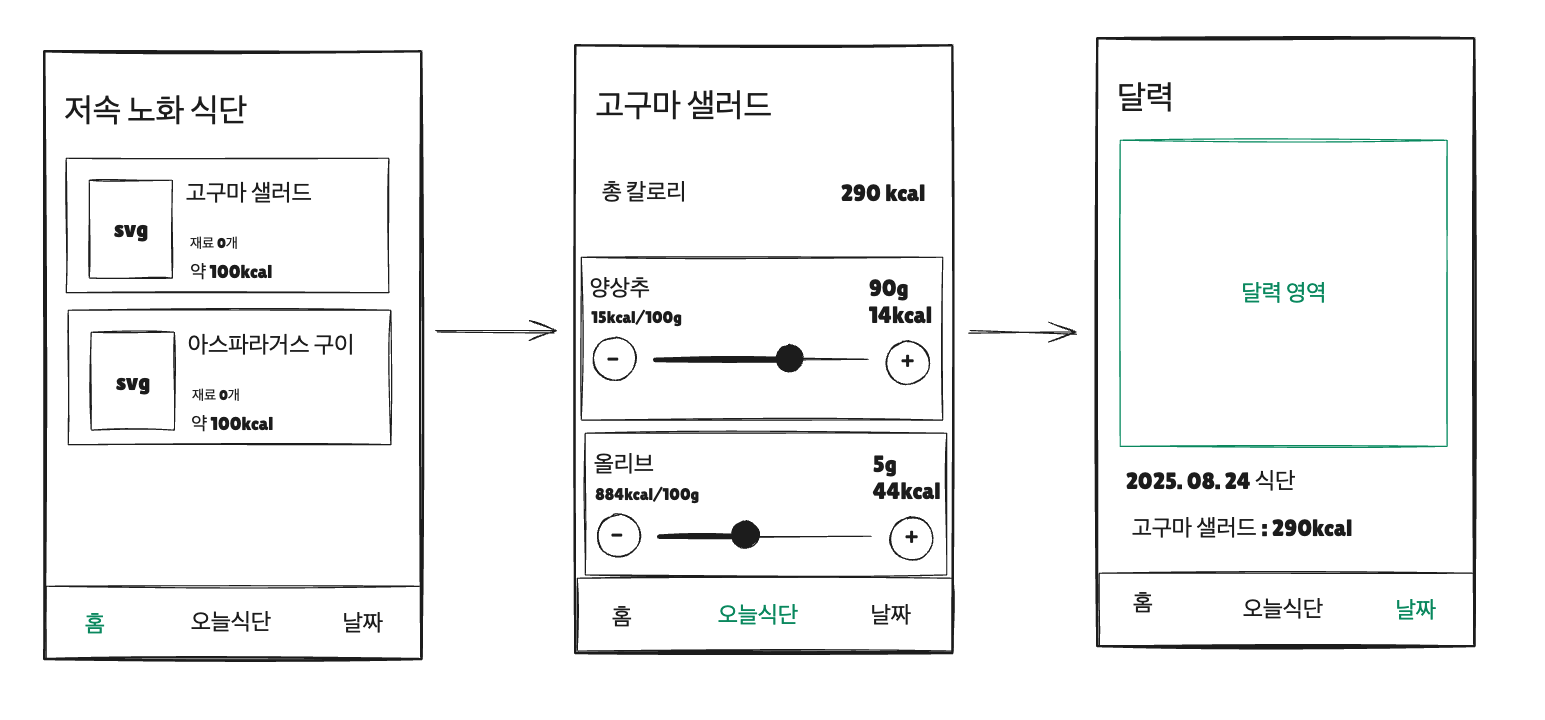 저속 노화 식단
svg
고구마 샐러드
재료 0개
약 100kcal
svg
아스파라거스 구이
재료 0개
약 100kcal
홈 오늘식단 날짜
고구마 샐러드
총 칼로리 290 kcal
양상추 90g
15kcal/100g 14kcal
- +
올리브 5g
884kcal/100g 44kcal
- +
홈 오늘식단 날짜
달력
달력 영역
2025. 08. 24 식단
고구마 샐러드 : 290kcal
홈 오늘식단 날짜